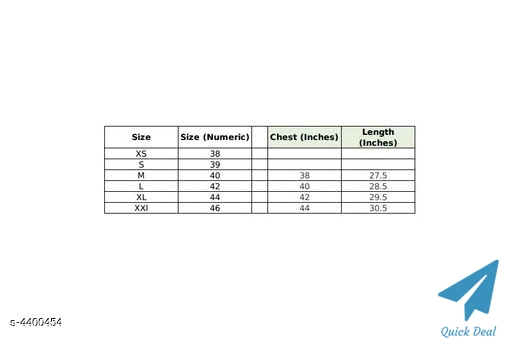 Size Size (Numeric) Chest (Inches) Length (Inches)
XS 38
S 39
M 40 38 27.5
L 42 40 28.5
XL 44 42 29.5
XXl 46 44 30.5
s-4400454
Quick Deal